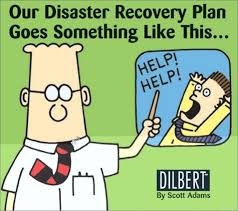 Our Disaster Recovery Plan
Goes Something Like This...
HELP!
HELP!
DILBERT
By Scott Adams